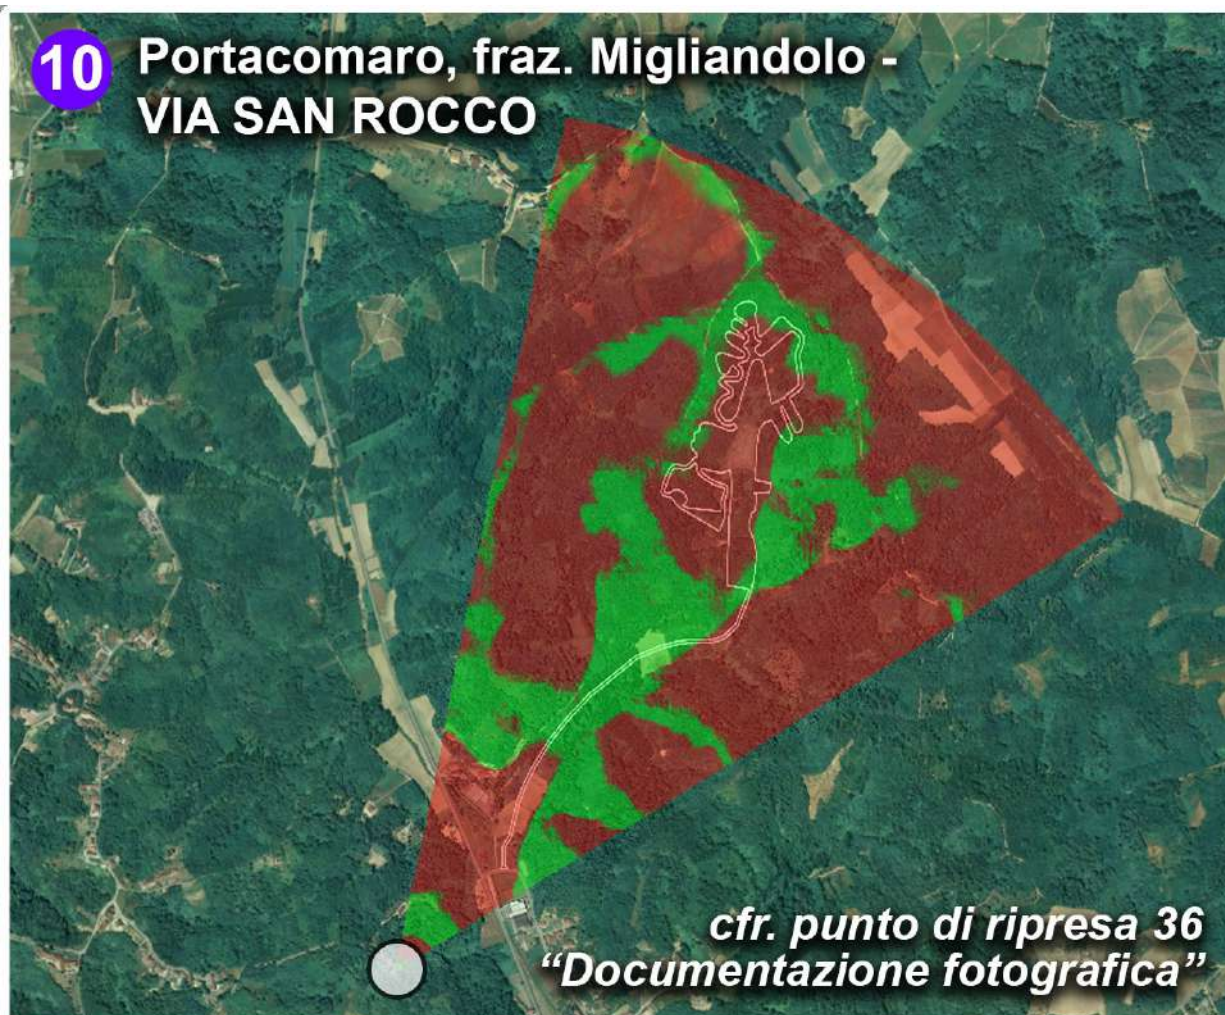 10
Portacomaro, fraz. Migliandolo -
VIA SAN ROCCO
cfr. punto di ripresa 36
“Documentazione fotografica”